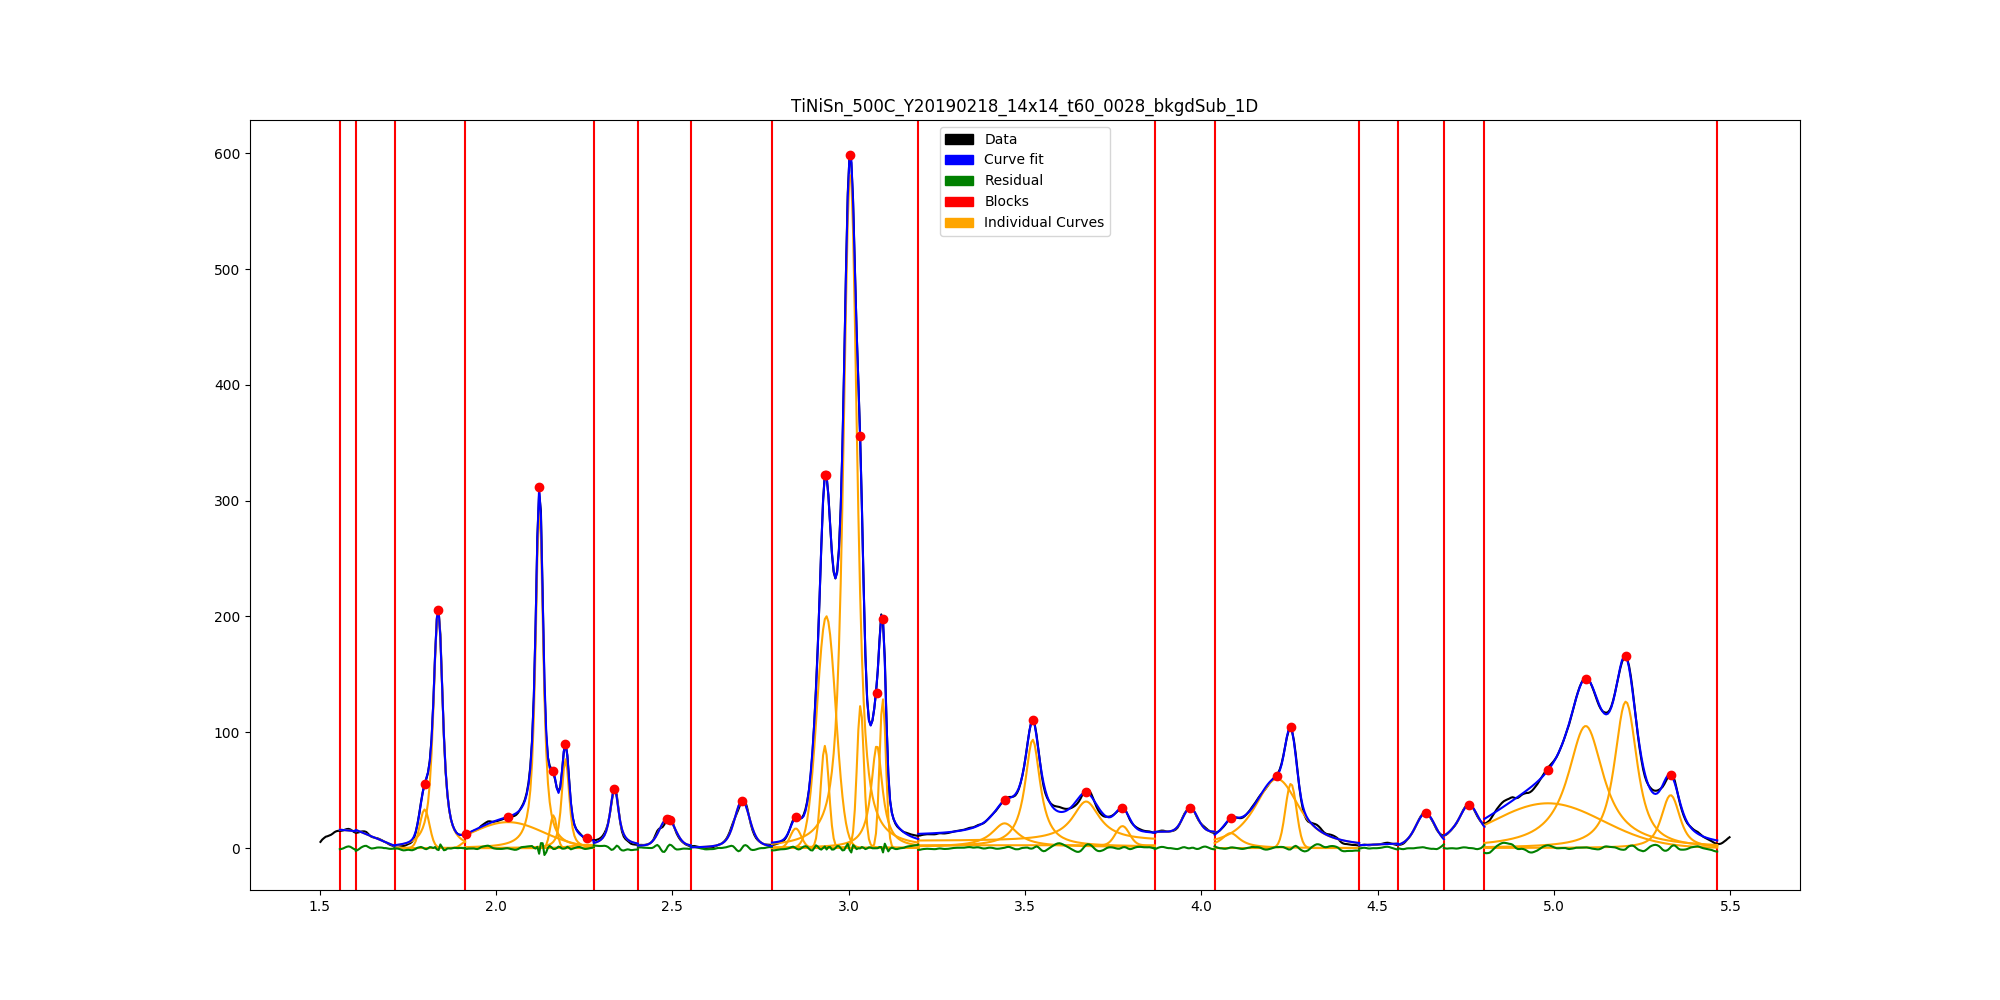 TiNiSn_500C_Y20190218_14x14_t60_0028_bkgdSub_1D
Data
Curve fit
Residual
Blocks
Individual Curves
600
500
400
300
200
100
0
1.5 2.0 2.5 3.0 3.5 4.0 4.5 5.0 5.5